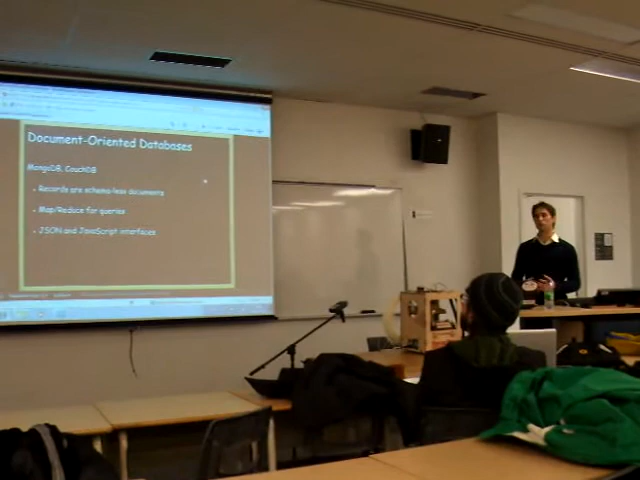 Document-Oriented Databases
MongoDB, CouchDB
Records are schema-less documents
Map/Reduce for queries
JSON and JavaScript interfaces